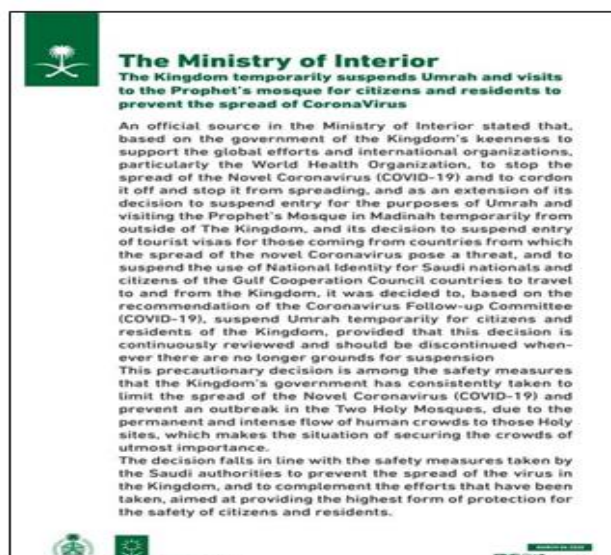 The Ministry of Interior
The Kingdom temporarily suspends Umrah and visits
to the Prophet's mosque for citizens and residents to
prevent the spread of CoronaVirus
An official source in the Ministry of Interior stated that,
based on the government of the Kingdom's keenness to
support the global efforts and international organizations,
particularly the World Health Organization, to stop the
spread of the Novel Coronavirus (COVID-19) and to cordon
it off and stop it from spreading, and as an extension of its
decision to suspend entry for the purposes of Umrah and
visiting the Prophet's Mosque in Madinah temporarily from
outside of The Kingdom, and its decision to suspend entry
of tourist visas for those coming from countries from which
the spread of the novel Coronavirus pose a threat, and to
suspend the use of National Identity for Saudi nationals and
citizens of the Gulf Cooperation Council countries to travel
to and from the Kingdom, it was decided to, based on the
recommendation of the Coronavirus Follow-up Committee
(COVID-19), suspend Umrah temporarily for citizens and
residents of the Kingdom, provided that this decision is
continuously reviewed and should be discontinued when-
ever there are no longer grounds for suspension
This precautionary decision is among the safety measures
that the Kingdom's government has consistently taken to
limit the spread of the Novel Coronavirus (COVID-19) and
prevent an outbreak in the Two Holy Mosques, due to the
permanent and intense flow of human crowds to those Holy
sites, which makes the situation of securing the crowds of
utmost importance.
The decision falls in line with the safety measures taken by
the Saudi authorities to prevent the spread of the virus in
the Kingdom, and to complement the efforts that have been
taken, aimed at providing the highest form of protection for
the safety of citizens and residents.